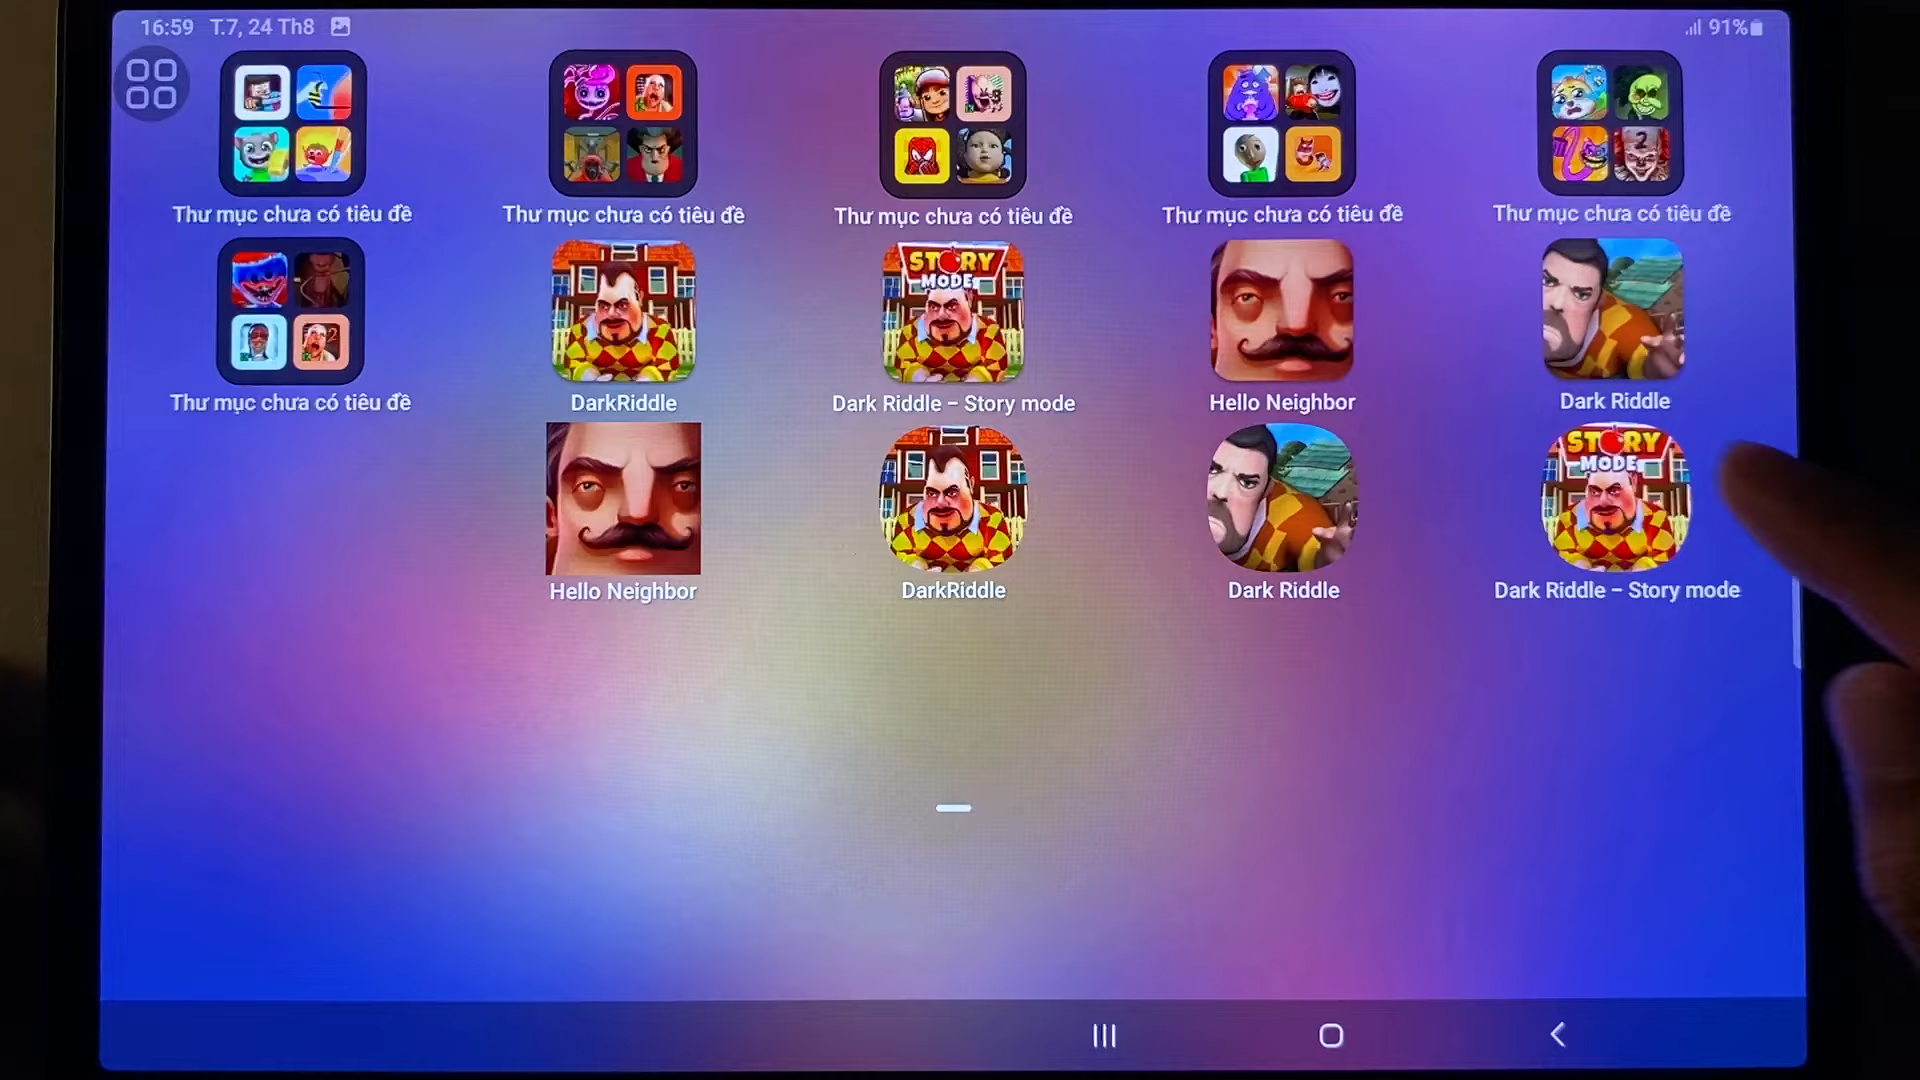 16:59 T.7, 24 Th8 91%
Thư mục chưa có tiêu đề Thư mục chưa có tiêu đề Thư mục chưa có tiêu đề Thư mục chưa có tiêu đề Thư mục chưa có tiêu đề
2
STORY
MODE
2
Thư mục chưa có tiêu đề DarkRiddle Dark Riddle – Story mode Hello Neighbor Dark Riddle
STORY
MODE
Hello Neighbor DarkRiddle Dark Riddle Dark Riddle – Story mode